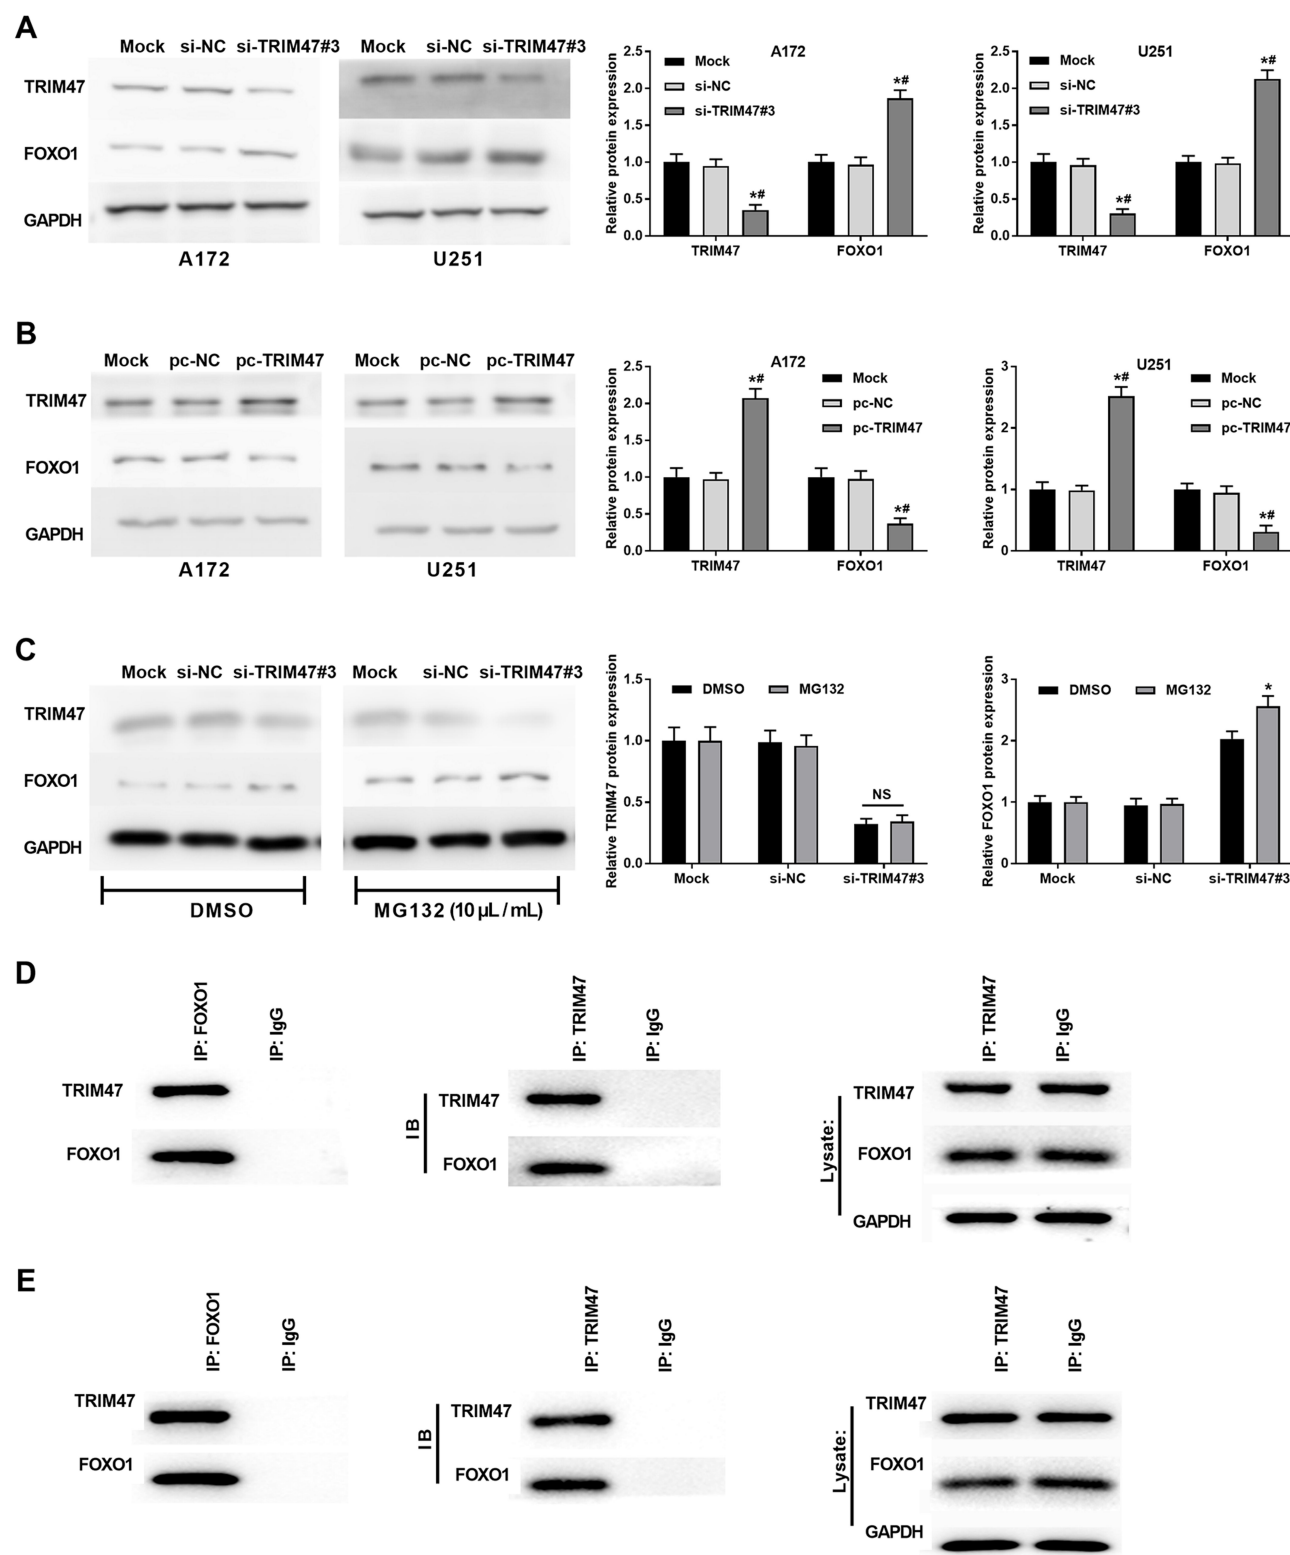 A
Mock si-NC si-TRIM47#3
TRIM47
FOXO1
GAPDH
A172
Mock si-NC si-TRIM47#3
U251
A172
Relative protein expression
2.5
2.0
1.5
1.0
0.5
0.0
Mock
si-NC
si-TRIM47#3
*#
*#
TRIM47 FOXO1
U251
Relative protein expression
2.5
2.0
1.5
1.0
0.5
0.0
Mock
si-NC
si-TRIM47#3
*#
*#
TRIM47 FOXO1
B
Mock pc-NC pc-TRIM47
TRIM47
FOXO1
GAPDH
A172
Mock pc-NC pc-TRIM47
U251
A172
Relative protein expression
2.5
2.0
1.5
1.0
0.5
0.0
Mock
pc-NC
pc-TRIM47
*#
*#
TRIM47 FOXO1
U251
Relative protein expression
3
2
1
0
Mock
pc-NC
pc-TRIM47
*#
*#
TRIM47 FOXO1
C
Mock si-NC si-TRIM47#3
TRIM47
FOXO1
GAPDH
DMSO
Mock si-NC si-TRIM47#3
MG132 (10 µL / mL)
Relative TRIM47 protein expression
1.5
1.0
0.5
0.0
DMSO MG132
NS
Mock si-NC si-TRIM47#3
Relative FOXO1 protein expression
3
2
1
0
DMSO MG132
*
Mock si-NC si-TRIM47#3
D
IP: FOXO1
IP: IgG
TRIM47
FOXO1
IP: TRIM47
IP: IgG
IB
TRIM47
FOXO1
IP: TRIM47
IP: IgG
Lysate:
TRIM47
FOXO1
GAPDH
E
IP: FOXO1
IP: IgG
TRIM47
FOXO1
IP: TRIM47
IP: IgG
IB
TRIM47
FOXO1
IP: TRIM47
IP: IgG
Lysate:
TRIM47
FOXO1
GAPDH